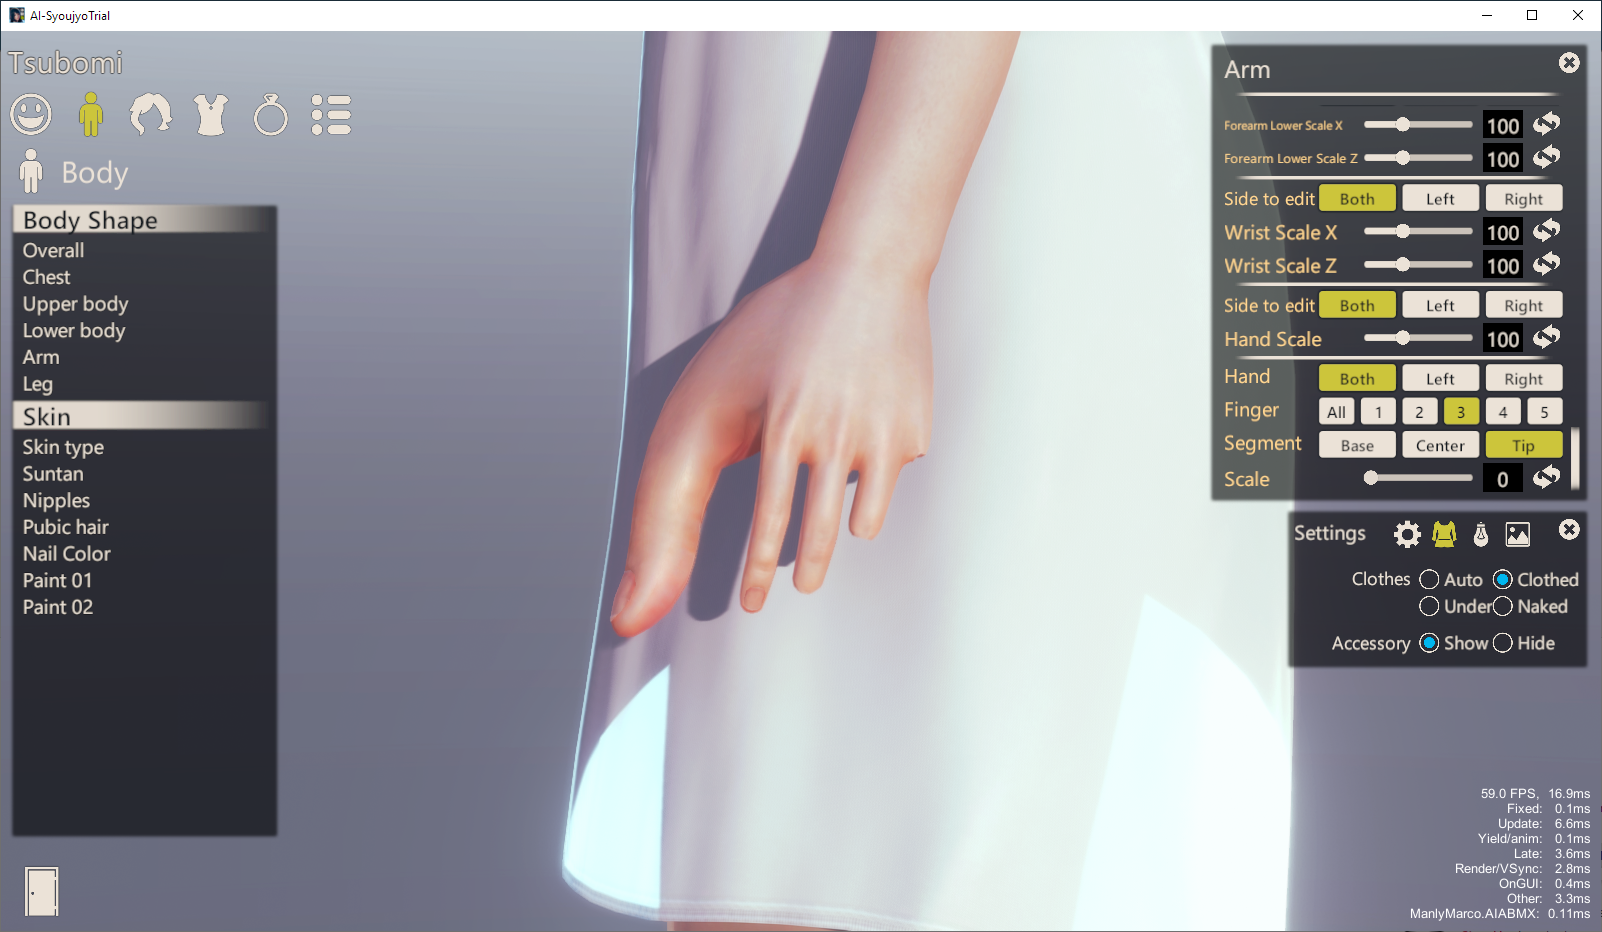 AI-SyoujyoTrial
Tsubomi
Body
Body Shape
Overall
Chest
Upper body
Lower body
Arm
Leg
Skin
Skin type
Suntan
Nipples
Pubic hair
Nail Color
Paint 01
Paint 02
Arm
Forearm Lower Scale X 100
Forearm Lower Scale Z 100
Side to edit Both Left Right
Wrist Scale X 100
Wrist Scale Z 100
Side to edit Both Left Right
Hand Scale 100
Hand Both Left Right
Finger All 1 2 3 4 5
Segment Base Center Tip
Scale 0
Settings
Clothes Auto Clothed
Under Naked
Accessory Show Hide
59.0 FPS, 16.9ms
Fixed: 0.1ms
Update: 6.6ms
Yield/anim: 0.1ms
Late: 3.6ms
Render/VSync: 2.8ms
OnGUI: 0.4ms
Other: 3.3ms
ManlyMarco.AIABMX: 0.11ms